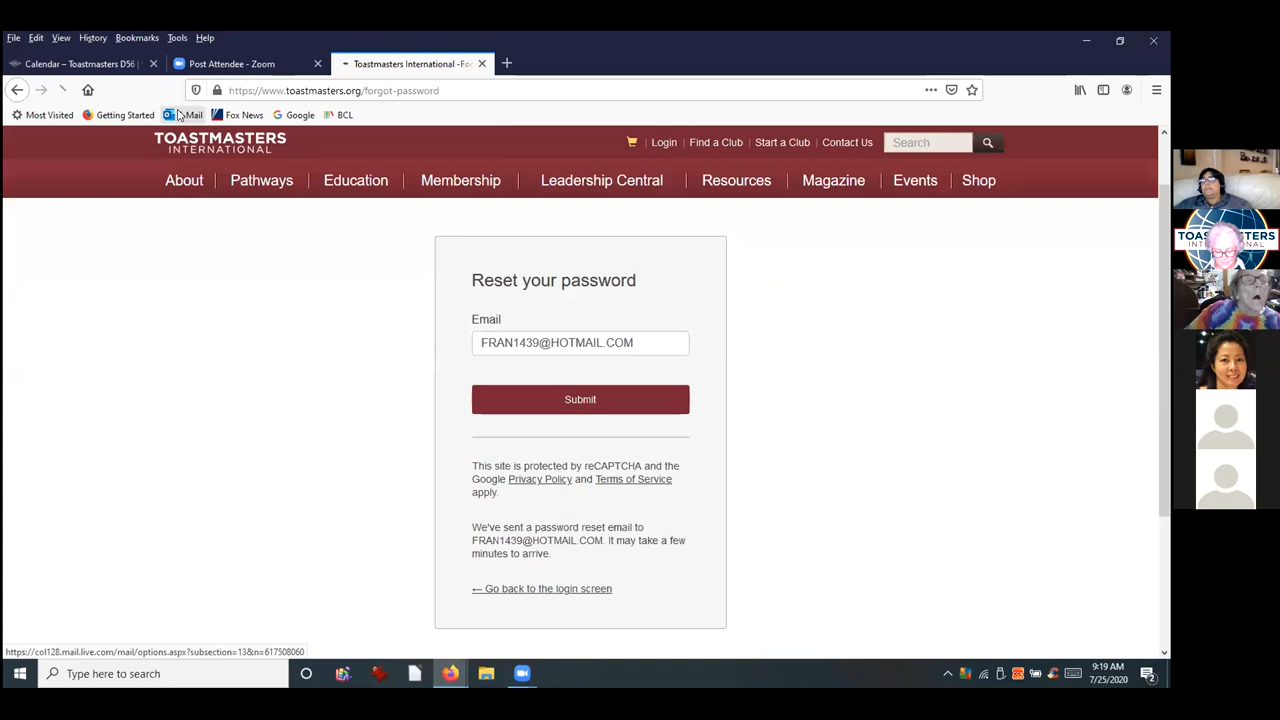 File Edit View History Bookmarks Tools Help
Calendar – Toastmasters D56 Post Attendee - Zoom Toastmasters International -Fo
https://www.toastmasters.org/forgot-password
Most Visited Getting Started Mail Fox News Google BCL
TOASTMASTERS
INTERNATIONAL
Login Find a Club Start a Club Contact Us Search
About Pathways Education Membership Leadership Central Resources Magazine Events Shop
Reset your password
Email
FRAN1439@HOTMAIL.COM
Submit
This site is protected by reCAPTCHA and the
Google Privacy Policy and Terms of Service
apply.
We've sent a password reset email to
FRAN1439@HOTMAIL.COM. It may take a few
minutes to arrive.
← Go back to the login screen
https://col128.mail.live.com/mail/options.aspx?subsection=13&n=617508060
Type here to search
9:19 AM
7/25/2020
2